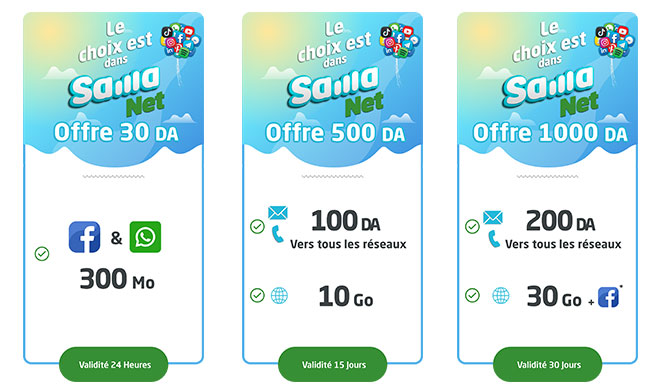 Le
choix est
dans
Sama
Net
Offre 30 DA
&
300 Mo
Validité 24 Heures
Le
choix est
dans
Sama
Net
Offre 500 DA
100 DA
Vers tous les réseaux
10 Go
Validité 15 Jours
Le
choix est
dans
Sama
Net
Offre 1000 DA
200 DA
Vers tous les réseaux
30 Go + *
Validité 30 Jours